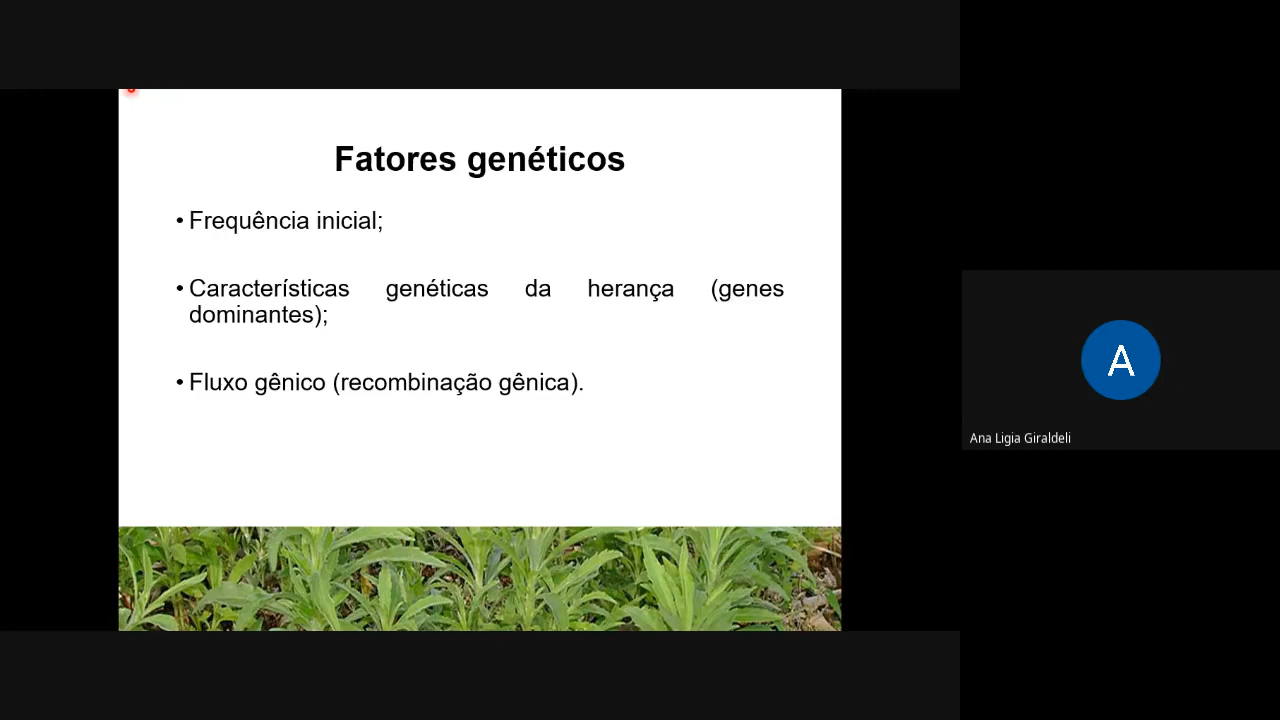 Fatores genéticos
• Frequência inicial;
• Características genéticas da herança (genes
dominantes);
• Fluxo gênico (recombinação gênica).
A
Ana Ligia Giraldeli